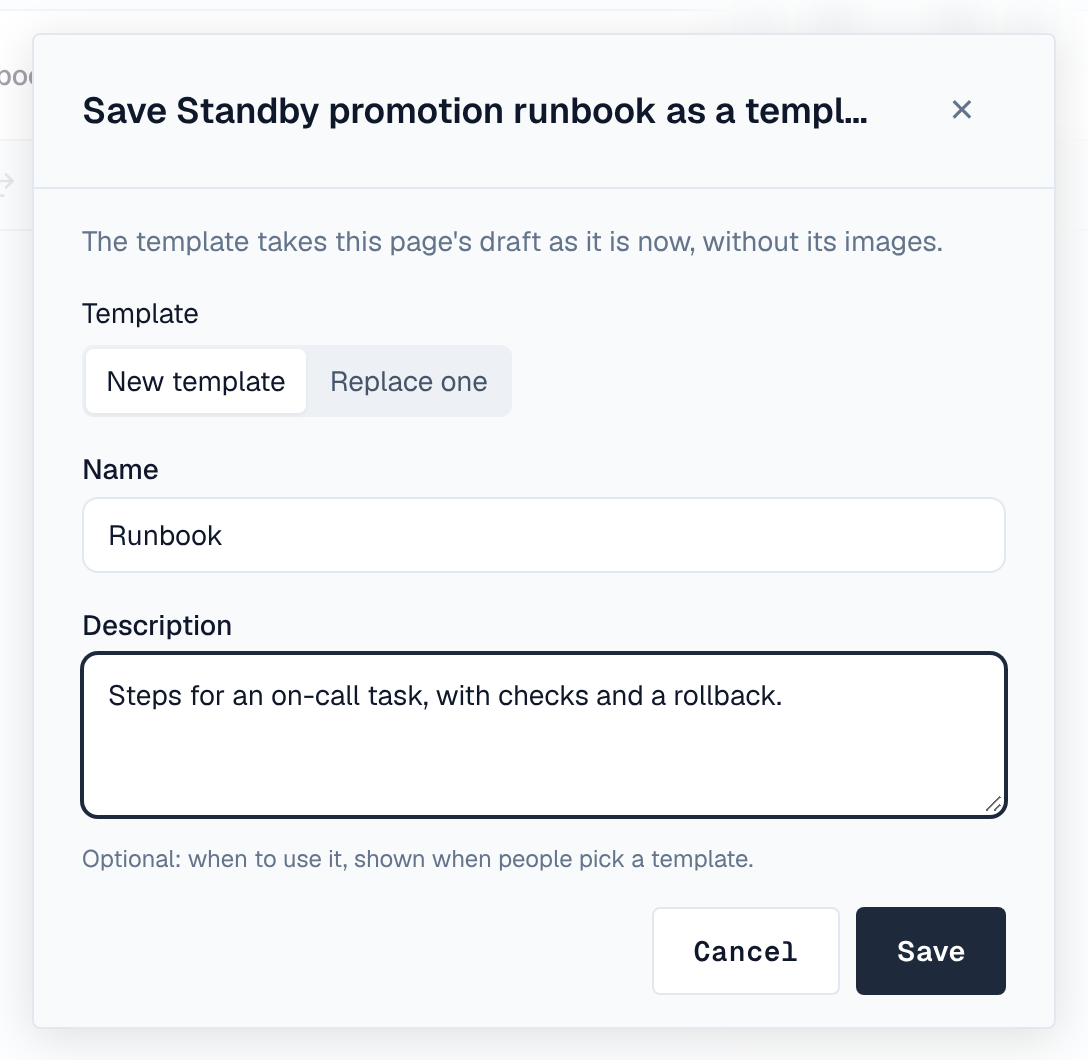 Save Standby promotion runbook as a templ...
The template takes this page's draft as it is now, without its images.
Template
New template Replace one
Name
Runbook
Description
Steps for an on-call task, with checks and a rollback.
Optional: when to use it, shown when people pick a template.
Cancel Save